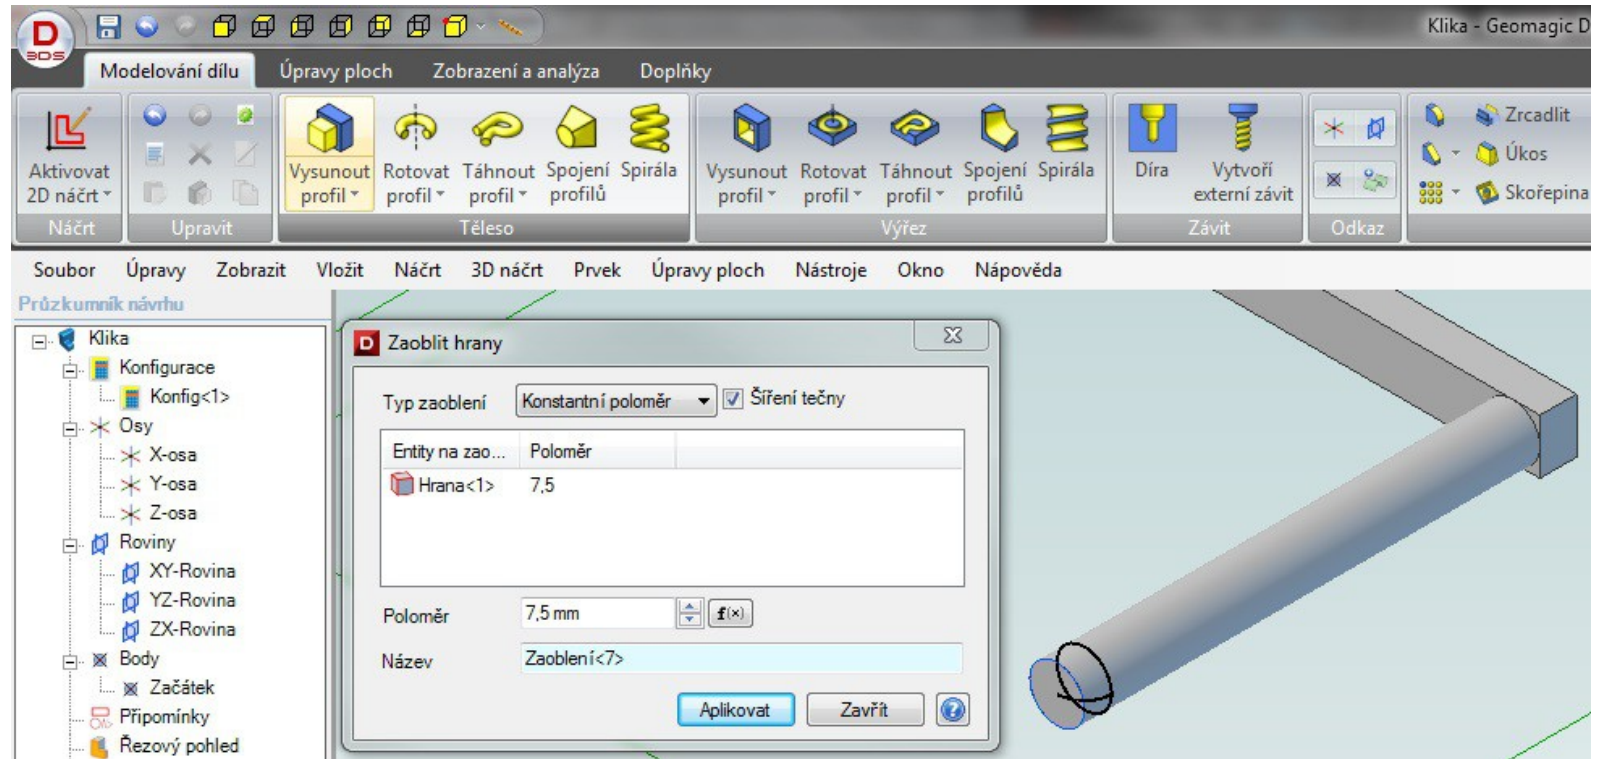 D
3DS
Klika - Geomagic D
Modelování dílu Úpravy ploch Zobrazení a analýza Doplňky
Aktivovat
2D náčrt
Náčrt
Upravit
Vysunout
profil
Rotovat
profil
Táhnout
profil
Spojení
profilů
Spirála
Těleso
Vysunout
profil
Rotovat
profil
Táhnout
profil
Spojení
profilů
Spirála
Výřez
Díra
Vytvoří
externí závit
Závit
Odkaz
Zrcadlit
Úkos
Skořepina
Soubor Úpravy Zobrazit Vložit Náčrt 3D náčrt Prvek Úpravy ploch Nástroje Okno Nápověda
Průzkumník návrhu
Klika
Konfigurace
Konfig<1>
Osy
X-osa
Y-osa
Z-osa
Roviny
XY-Rovina
YZ-Rovina
ZX-Rovina
Body
Začátek
Připomínky
Řezový pohled
D Zaoblit hrany
Typ zaoblení Konstantní poloměr Šíření tečny
Entity na zao... Poloměr
Hrana<1> 7,5
Poloměr 7,5 mm f(x)
Název Zaoblení<7>
Aplikovat Zavřít ?